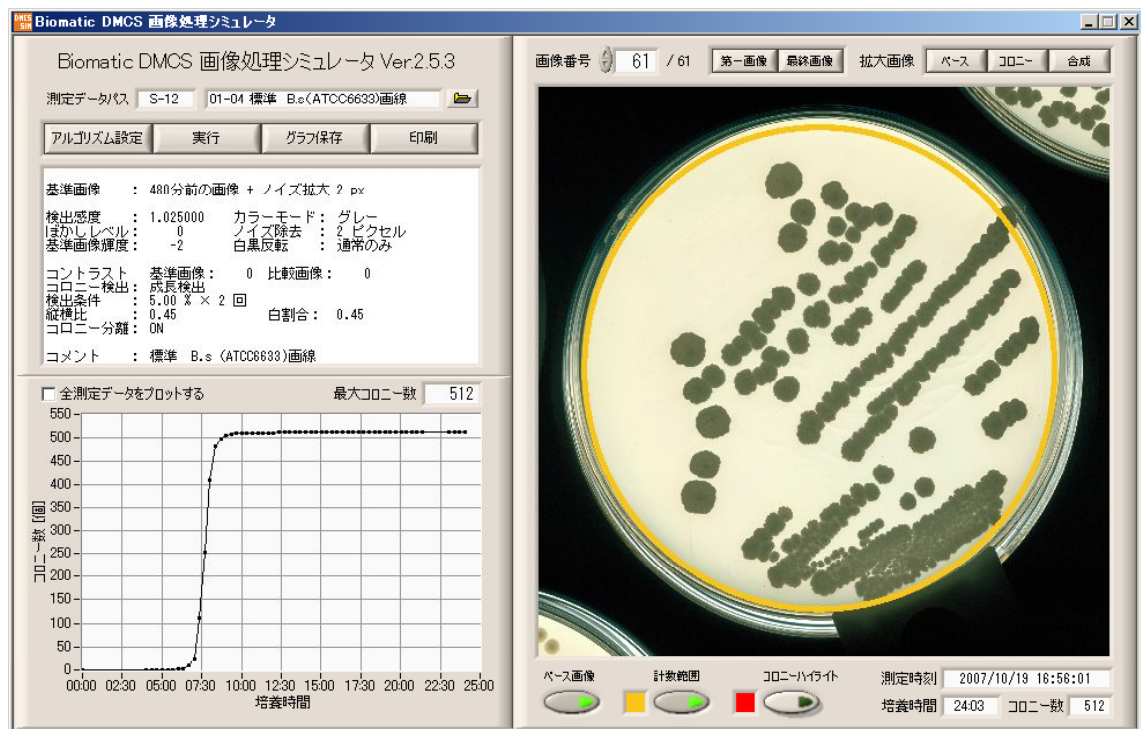 Biomatic DMCS 画像処理シミュレータ
Biomatic DMCS 画像処理シミュレータ Ver.2.5.3
測定データパス S-12 01-04 標準 B.s(ATCC6633)画線
アルゴリズム設定 実行 グラフ保存 印刷
基準画像 : 480分前の画像 + ノイズ拡大 2 px
検出感度 : 1.025000 カラーモード: グレー
ぼかしレベル: 0 ノイズ除去 : 2 ピクセル
基準画像輝度: -2 白黒反転 : 通常のみ
コントラスト 基準画像: 0 比較画像: 0
コロニー検出: 成長検出
検出条件 : 5.00 % × 2 回
縦横比 : 0.45 白割合: 0.45
コロニー分離: ON
コメント : 標準 B.s (ATCC6633)画線
全測定データをプロットする 最大コロニー数 512
コロニー数 [個]
550
500
450
400
350
300
250
200
150
100
50
0
00:00 02:30 05:00 07:30 10:00 12:30 15:00 17:30 20:00 22:30 25:00
培養時間
画像番号 61 / 61 第一画像 最終画像 拡大画像 ベース コロニー 合成
ベース画像 計数範囲 コロニーハイライト 測定時刻 2007/10/19 16:56:01
培養時間 24:03 コロニー数 512